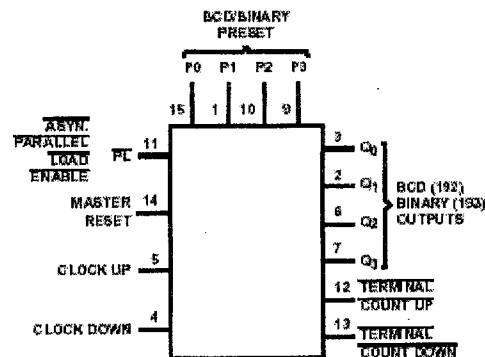 BCD/BINARY
PRESET
P0 P1 P2 P3
15 1 10 9
ASYN.
PARALLEL
LOAD
ENABLE
11
PL
MASTER
RESET
14
CLOCK UP
5
CLOCK DOWN
4
3
Q0
2
Q1
6
Q2
7
Q3
BCD (192)
BINARY (193)
OUTPUTS
12
TERMINAL
COUNT UP
13
TERMINAL
COUNT DOWN